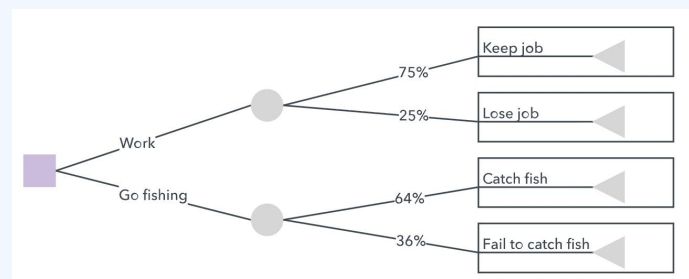 Keep job
75%
25%
Lose job
Work
Catch fish
Go fishing
64%
36%
Fail to catch fish